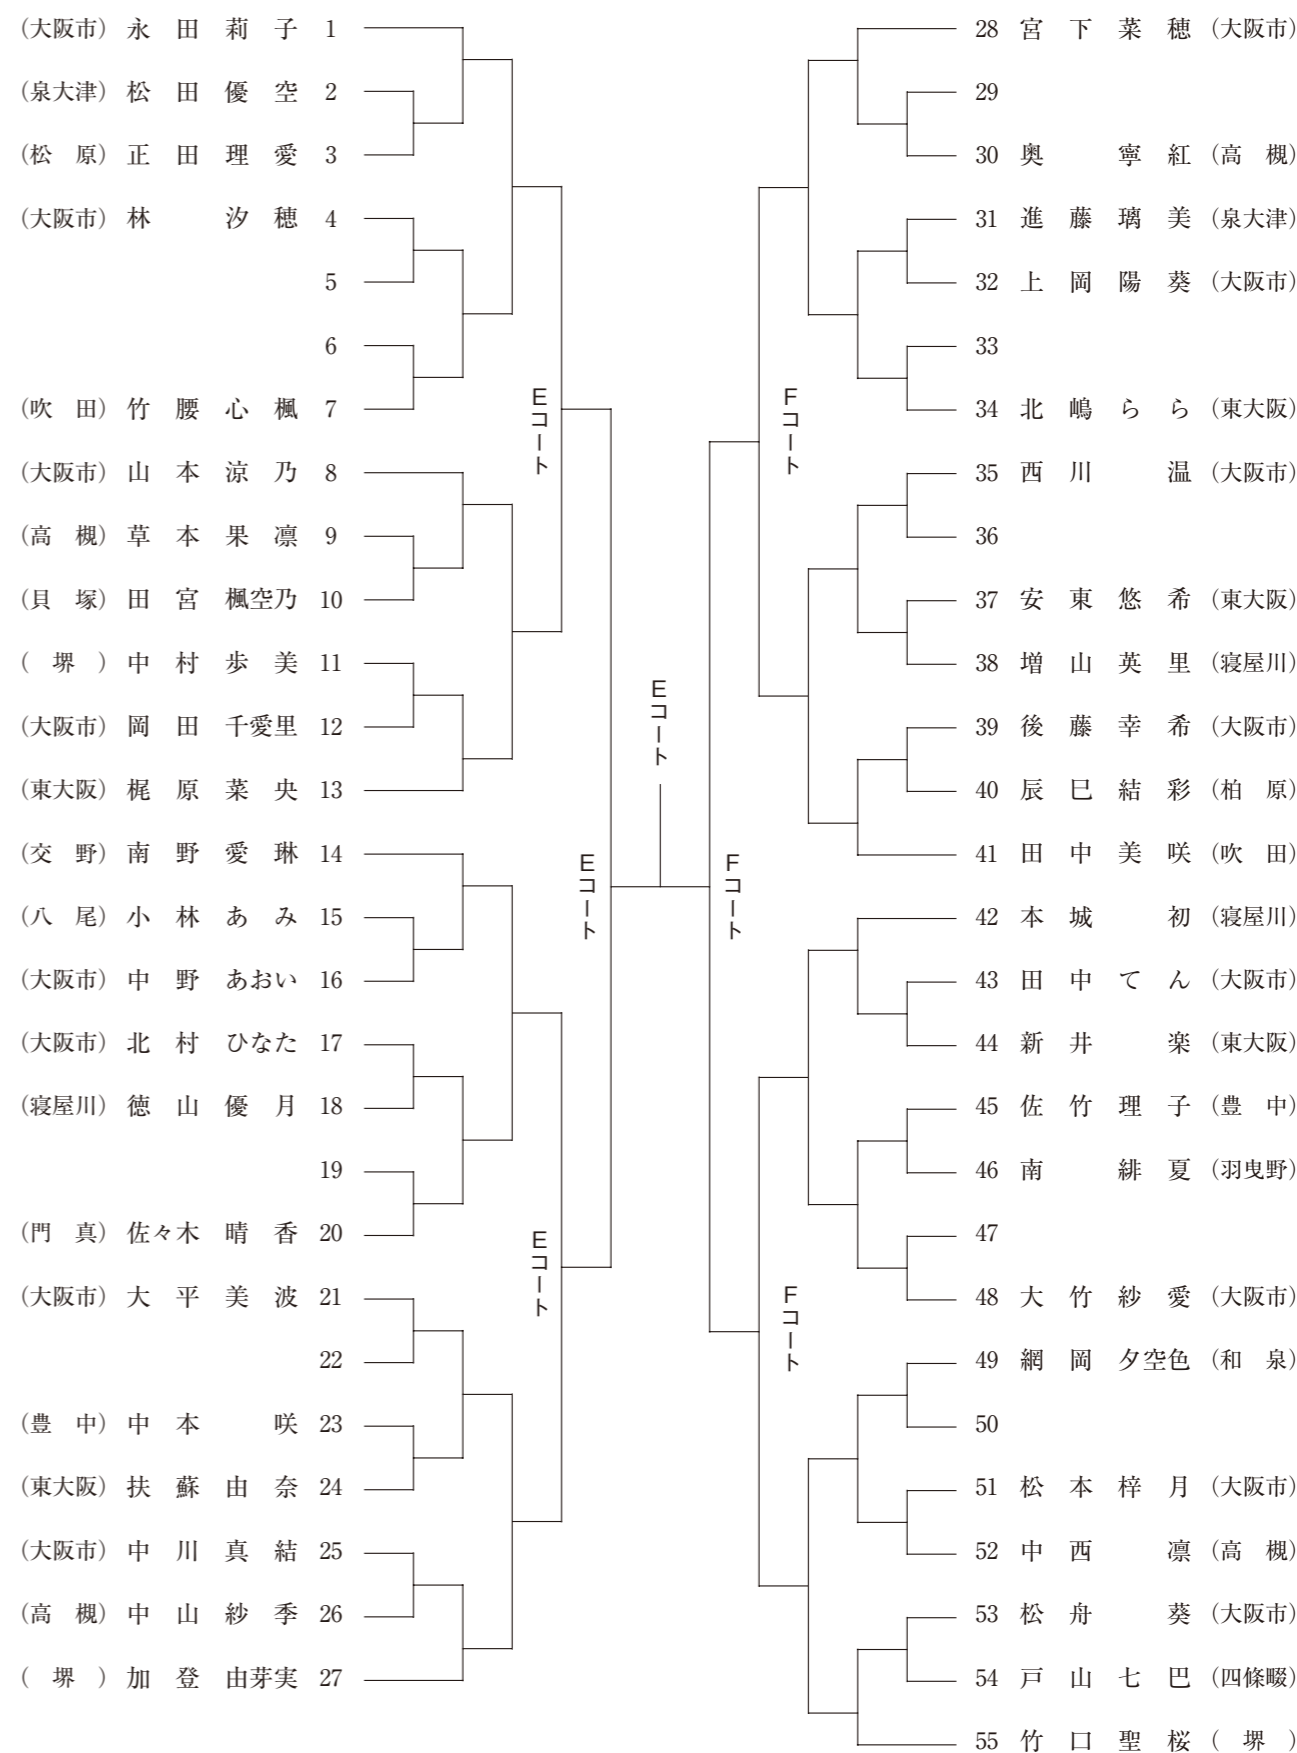 (大阪市) 永田莉子 1
(泉大津) 松田優空 2
(松原) 正田理愛 3
(大阪市) 林汐穂 4
5
6
(吹田) 竹腰心楓 7
(大阪市) 山本涼乃 8
(高槻) 草本果凛 9
(貝塚) 田宮楓空乃 10
(堺) 中村歩美 11
(大阪市) 岡田千愛里 12
(東大阪) 梶原菜央 13
(交野) 南野愛琳 14
(八尾) 小林あみ 15
(大阪市) 中野あおい 16
(大阪市) 北村ひなた 17
(寝屋川) 徳山優月 18
19
(門真) 佐々木晴香 20
(大阪市) 大平美波 21
22
(豊中) 中本咲 23
(東大阪) 扶蘇由奈 24
(大阪市) 中川真結 25
(高槻) 中山紗季 26
(堺) 加登由芽実 27
Eコート
Eコート
Eコート
Eコート
Fコート
Fコート
Fコート
28 宮下菜穂 (大阪市)
29
30 奥寧紅 (高槻)
31 進藤璃美 (泉大津)
32 上岡陽葵 (大阪市)
33
34 北嶋らら (東大阪)
35 西川温 (大阪市)
36
37 安東悠希 (東大阪)
38 増山英里 (寝屋川)
39 後藤幸希 (大阪市)
40 辰巳結彩 (柏原)
41 田中美咲 (吹田)
42 本城初 (寝屋川)
43 田中てん (大阪市)
44 新井楽 (東大阪)
45 佐竹理子 (豊中)
46 南緋夏 (羽曳野)
47
48 大竹紗愛 (大阪市)
49 網岡夕空色 (和泉)
50
51 松本梓月 (大阪市)
52 中西凛 (高槻)
53 松舟葵 (大阪市)
54 戸山七巴 (四條畷)
55 竹口聖桜 (堺)